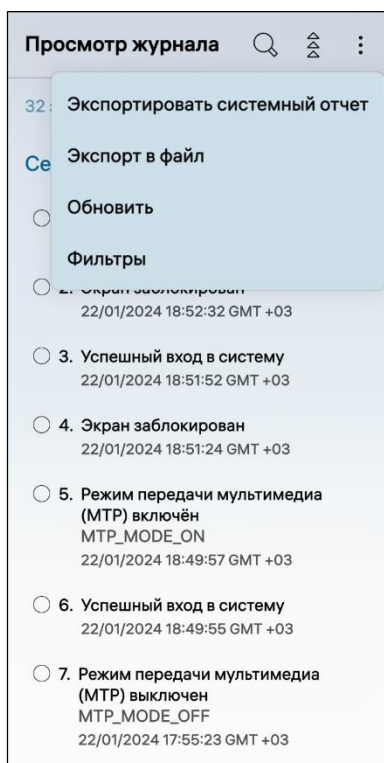 Просмотр журнала
Экспортировать системный отчет
32
Экспорт в файл
Се
Обновить
Фильтры
2. Экран заблокирован
22/01/2024 18:52:32 GMT +03
3. Успешный вход в систему
22/01/2024 18:51:52 GMT +03
4. Экран заблокирован
22/01/2024 18:51:24 GMT +03
5. Режим передачи мультимедиа
(MTP) включён
MTP_MODE_ON
22/01/2024 18:49:57 GMT +03
6. Успешный вход в систему
22/01/2024 18:49:55 GMT +03
7. Режим передачи мультимедиа
(MTP) выключен
MTP_MODE_OFF
22/01/2024 17:55:23 GMT +03